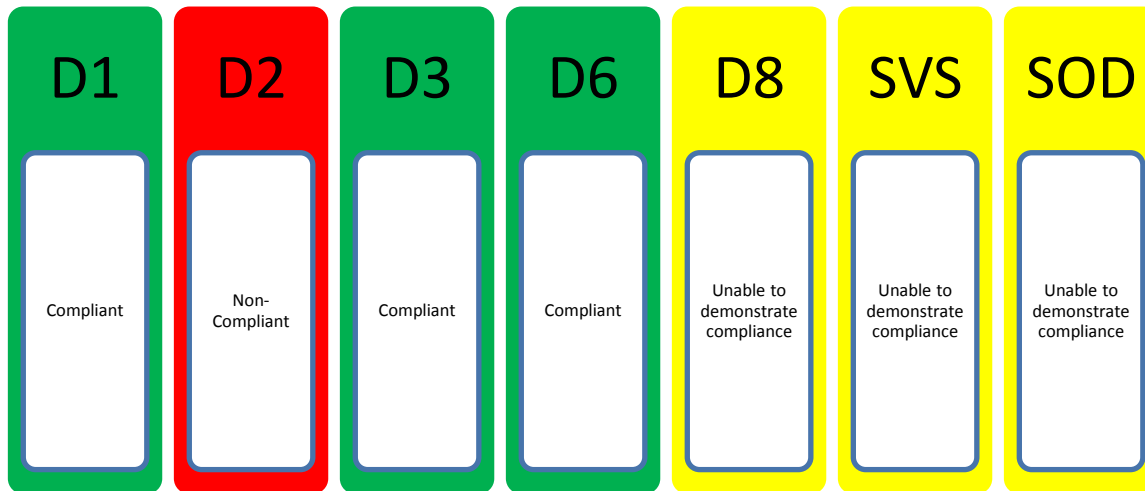 D1
D2
D3
D6
D8
SVS
SOD
Compliant
Non-
Compliant
Compliant
Compliant
Unable to
demonstrate
compliance
Unable to
demonstrate
compliance
Unable to
demonstrate
compliance